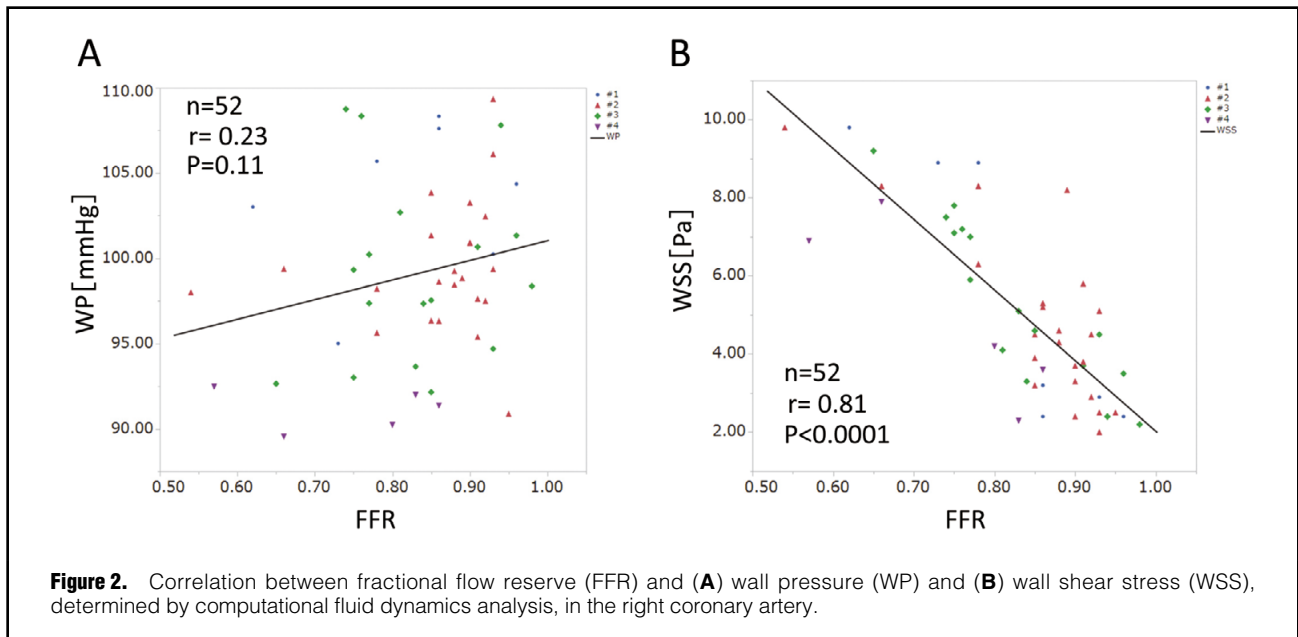 A
B
110.00
105.00
100.00
95.00
90.00
WP[mmHg]
n=52
r= 0.23
P=0.11
#1
#2
#3
#4
WP
0.50 0.60 0.70 0.80 0.90 1.00
FFR
10.00
8.00
6.00
4.00
2.00
WSS[Pa]
n=52
r= 0.81
P<0.0001
#1
#2
#3
#4
WSS
0.50 0.60 0.70 0.80 0.90 1.00
FFR
Figure 2. Correlation between fractional flow reserve (FFR) and (A) wall pressure (WP) and (B) wall shear stress (WSS),
determined by computational fluid dynamics analysis, in the right coronary artery.